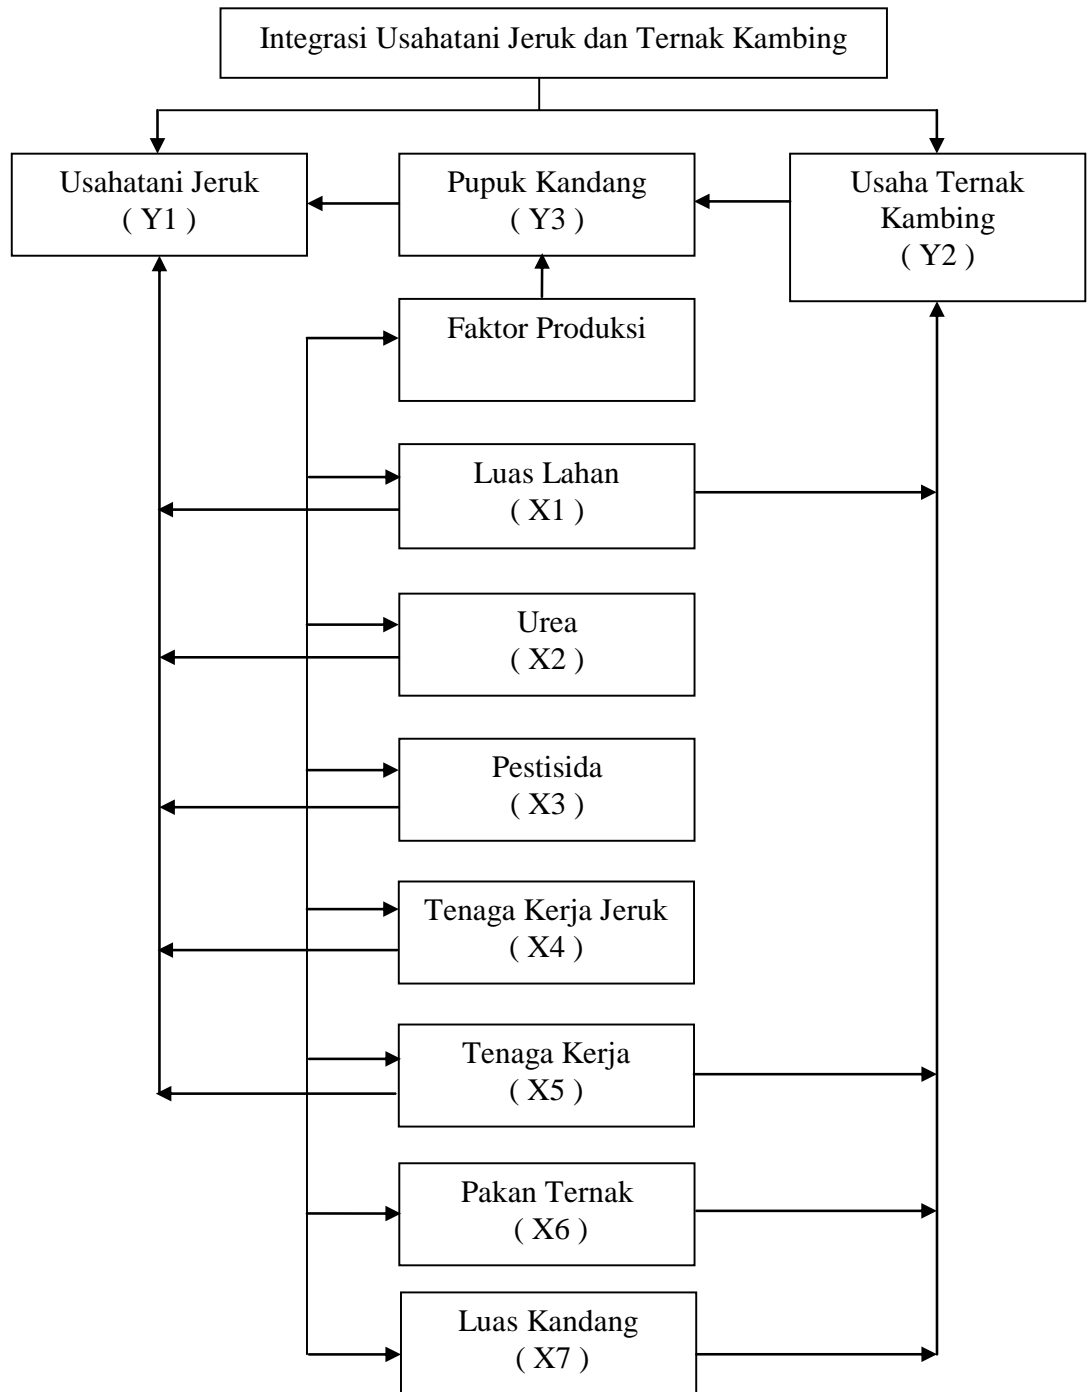 Integrasi Usahatani Jeruk dan Ternak Kambing
Usahatani Jeruk
( Y1 )
Pupuk Kandang
( Y3 )
Usaha Ternak
Kambing
( Y2 )
Faktor Produksi
Luas Lahan
( X1 )
Urea
( X2 )
Pestisida
( X3 )
Tenaga Kerja Jeruk
( X4 )
Tenaga Kerja
( X5 )
Pakan Ternak
( X6 )
Luas Kandang
( X7 )